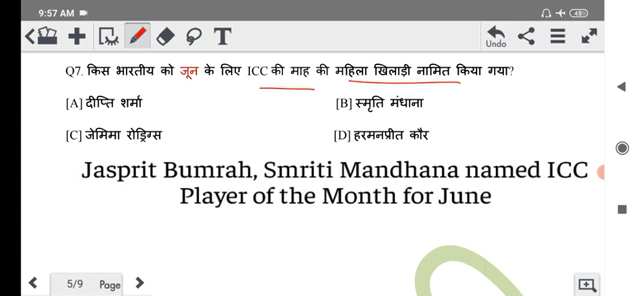 9:57 AM
45
T
Undo
Q7. किस भारतीय को जून के लिए ICC की माह की महिला खिलाड़ी नामित किया गया?
[A] दीप्ति शर्मा [B] स्मृति मंधाना
[C] जेमिमा रोड्रिग्स [D] हरमनप्रीत कौर
Jasprit Bumrah, Smriti Mandhana named ICC
Player of the Month for June
5/9 Page